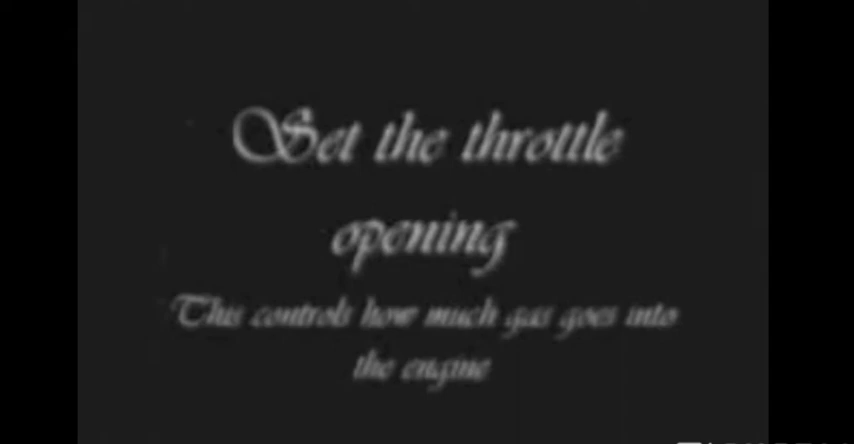 Set the throttle
opening
This controls how much gas goes into
the engine